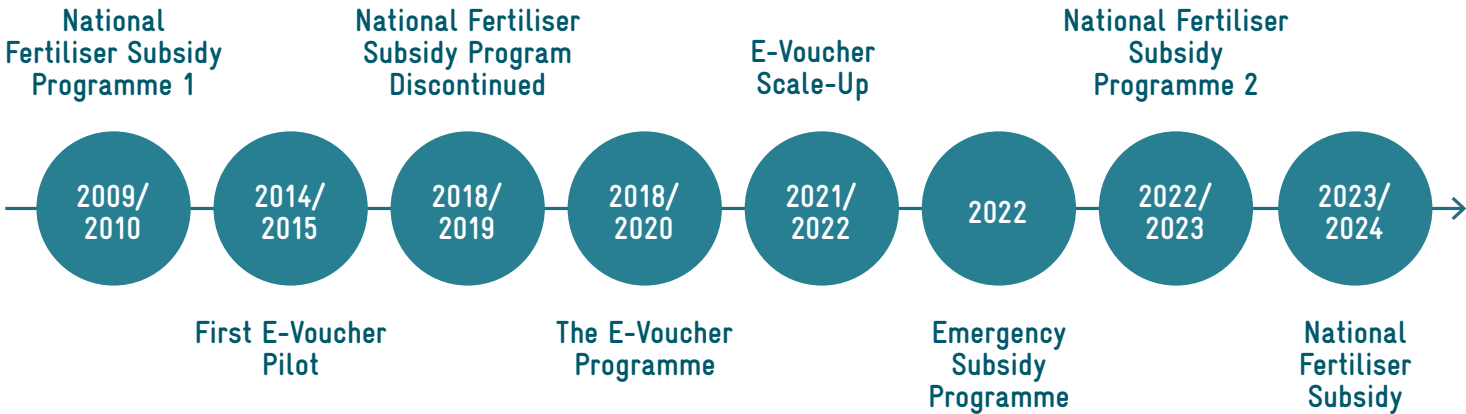 National
Fertiliser Subsidy
Programme 1
National Fertiliser
Subsidy Program
Discontinued
E-Voucher
Scale-Up
National Fertiliser
Subsidy
Programme 2
2009/
2010
2014/
2015
2018/
2019
2018/
2020
2021/
2022
2022
2022/
2023
2023/
2024
First E-Voucher
Pilot
The E-Voucher
Programme
Emergency
Subsidy
Programme
National
Fertiliser
Subsidy